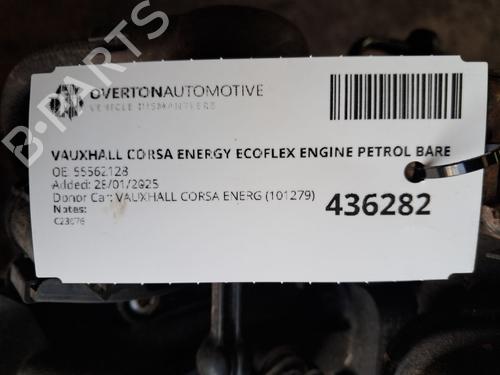 B-PARTS
OVERTONAUTOMOTIVE
VEHICLE DISMANTLERS
VAUXHALL CORSA ENERGY ECOFLEX ENGINE PETROL BARE
OE: 55562128
Added: 28/01/2025
Donor Car: VAUXHALL CORSA ENERG (101279)
436282
Notes:
C23676